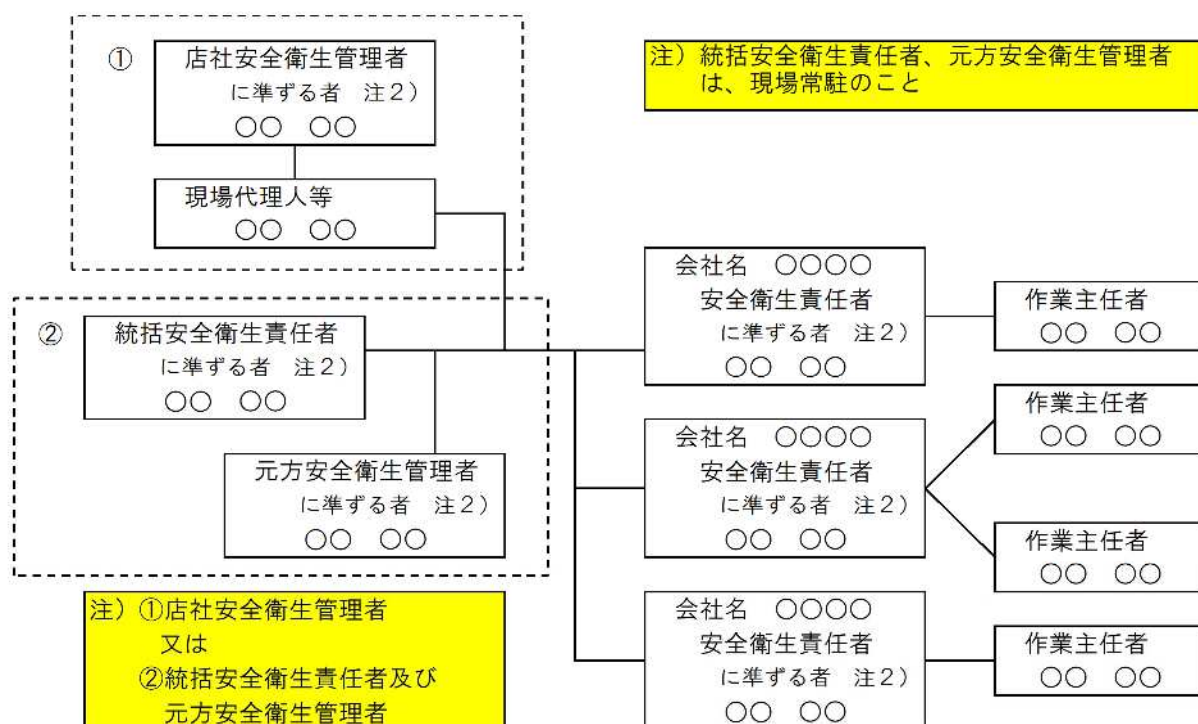 ①
店社安全衛生管理者
に準ずる者 注2)
○○ ○○
現場代理人等
○○ ○○
注)統括安全衛生責任者、元方安全衛生管理者
は、現場常駐のこと
②
統括安全衛生責任者
に準ずる者 注2)
○○ ○○
元方安全衛生管理者
に準ずる者 注2)
○○ ○○
注)①店社安全衛生管理者
又は
②統括安全衛生責任者及び
元方安全衛生管理者
会社名 ○○○○
安全衛生責任者
に準ずる者 注2)
○○ ○○
作業主任者
○○ ○○
会社名 ○○○○
安全衛生責任者
に準ずる者 注2)
○○ ○○
作業主任者
○○ ○○
作業主任者
○○ ○○
会社名 ○○○○
安全衛生責任者
に準ずる者 注2)
○○ ○○
作業主任者
○○ ○○